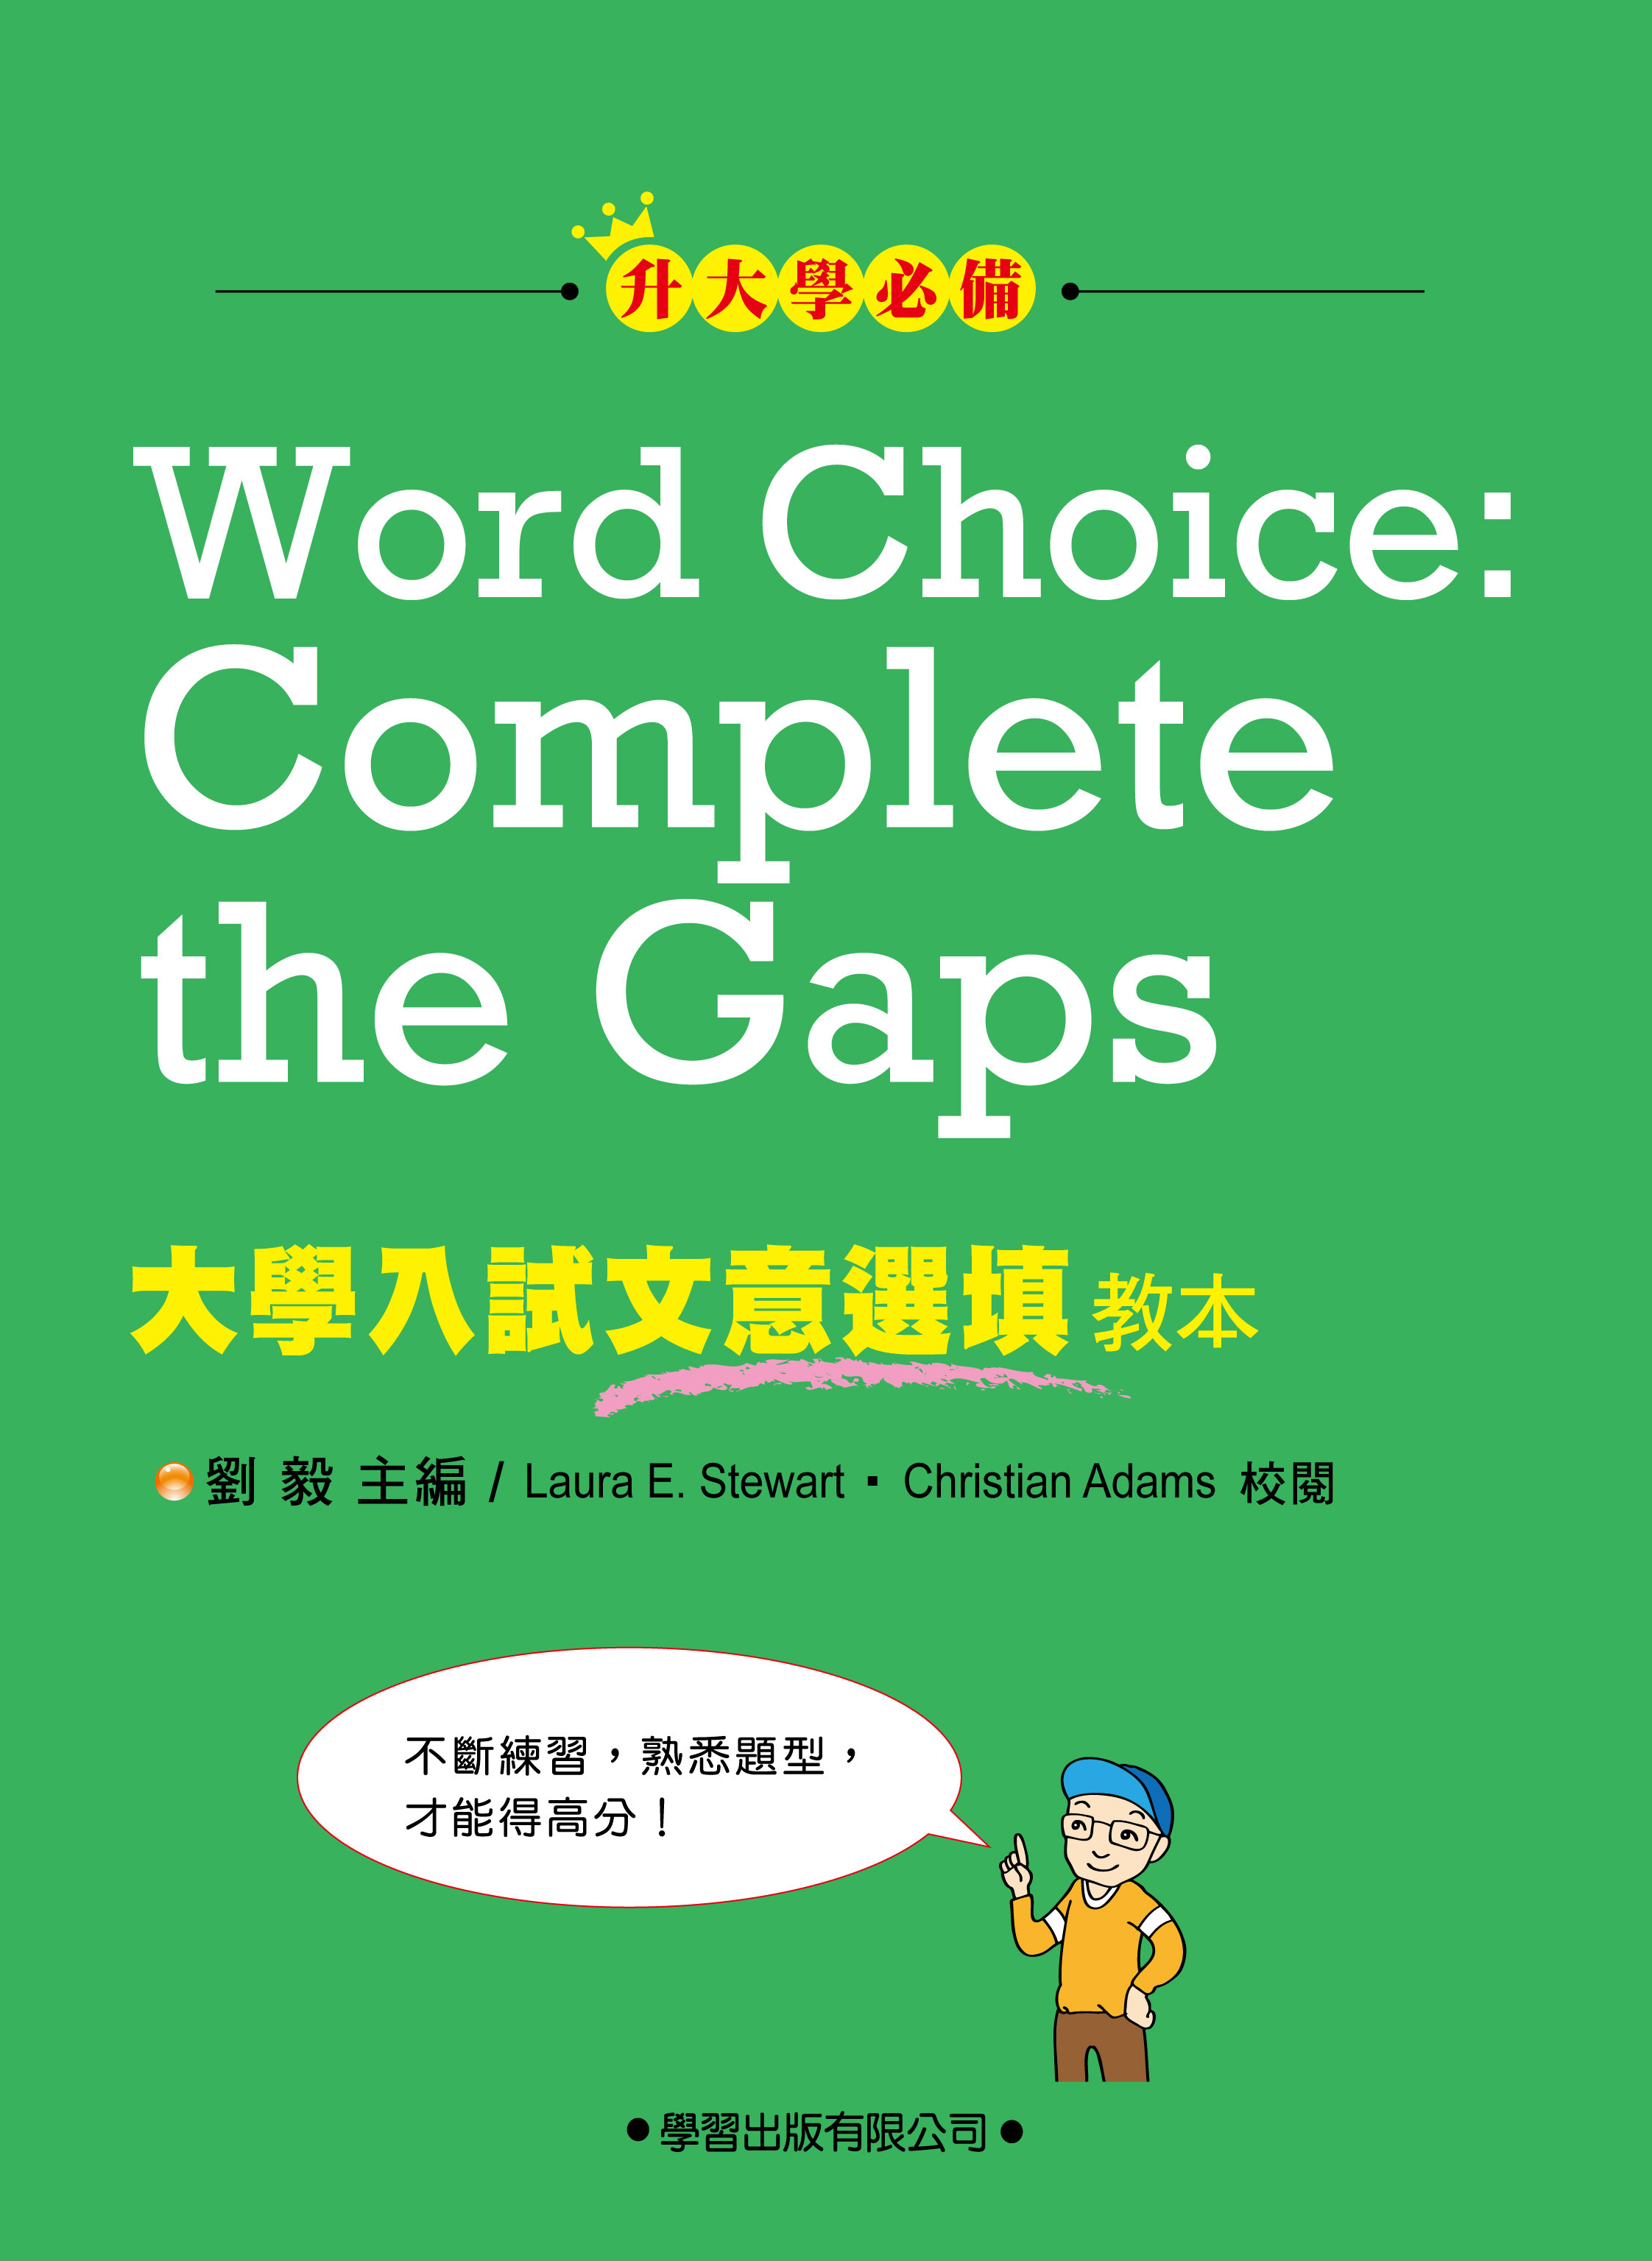 升大學必備
Word Choice:
Complete
the Gaps
大學入試文意選填 教本
劉 毅 主編 / Laura E. Stewart ▪ Christian Adams 校閱
不斷練習，熟悉題型，
才能得高分！
● 學習出版有限公司 ●